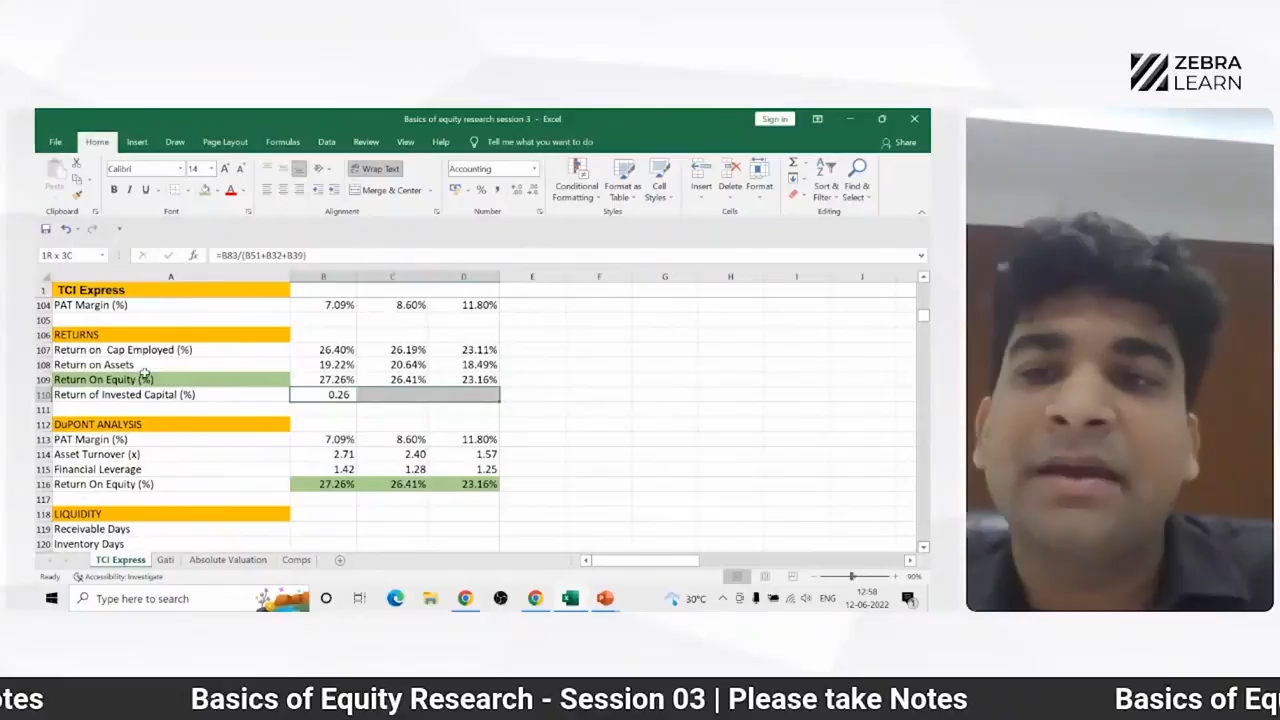 ZEBRA
LEARN
Basics of equity research session 3 - Excel
Sign in
File Home Insert Draw Page Layout Formulas Data Review View Help Tell me what you want to do Share
Paste
Calibri 14
Wrap Text
Merge & Center
Accounting
Conditional Formatting
Format as Table
Cell Styles
Insert Delete Format
Sort & Filter
Find & Select
Clipboard Font Alignment Number Styles Cells Editing
1R x 3C fx =B83/(B51+B32+B39)
A B C D E F G H I
1 TCI Express
104 PAT Margin (%) 7.09% 8.60% 11.80%
105
106 RETURNS
107 Return on Cap Employed (%) 26.40% 26.19% 23.11%
108 Return on Assets 19.22% 20.64% 18.49%
109 Return On Equity (%) 27.26% 26.41% 23.16%
110 Return of Invested Capital (%) 0.26
111
112 DuPONT ANALYSIS
113 PAT Margin (%) 7.09% 8.60% 11.80%
114 Asset Turnover (x) 2.71 2.40 1.57
115 Financial Leverage 1.42 1.28 1.25
116 Return On Equity (%) 27.26% 26.41% 23.16%
117
118 LIQUIDITY
119 Receivable Days
120 Inventory Days
TCI Express Gati Absolute Valuation Comps
Ready Accessibility: Investigate 90%
Type here to search 30°C ENG 12:58
12-06-2022
otes Basics of Equity Research - Session 03 | Please take Notes Basics of Eq